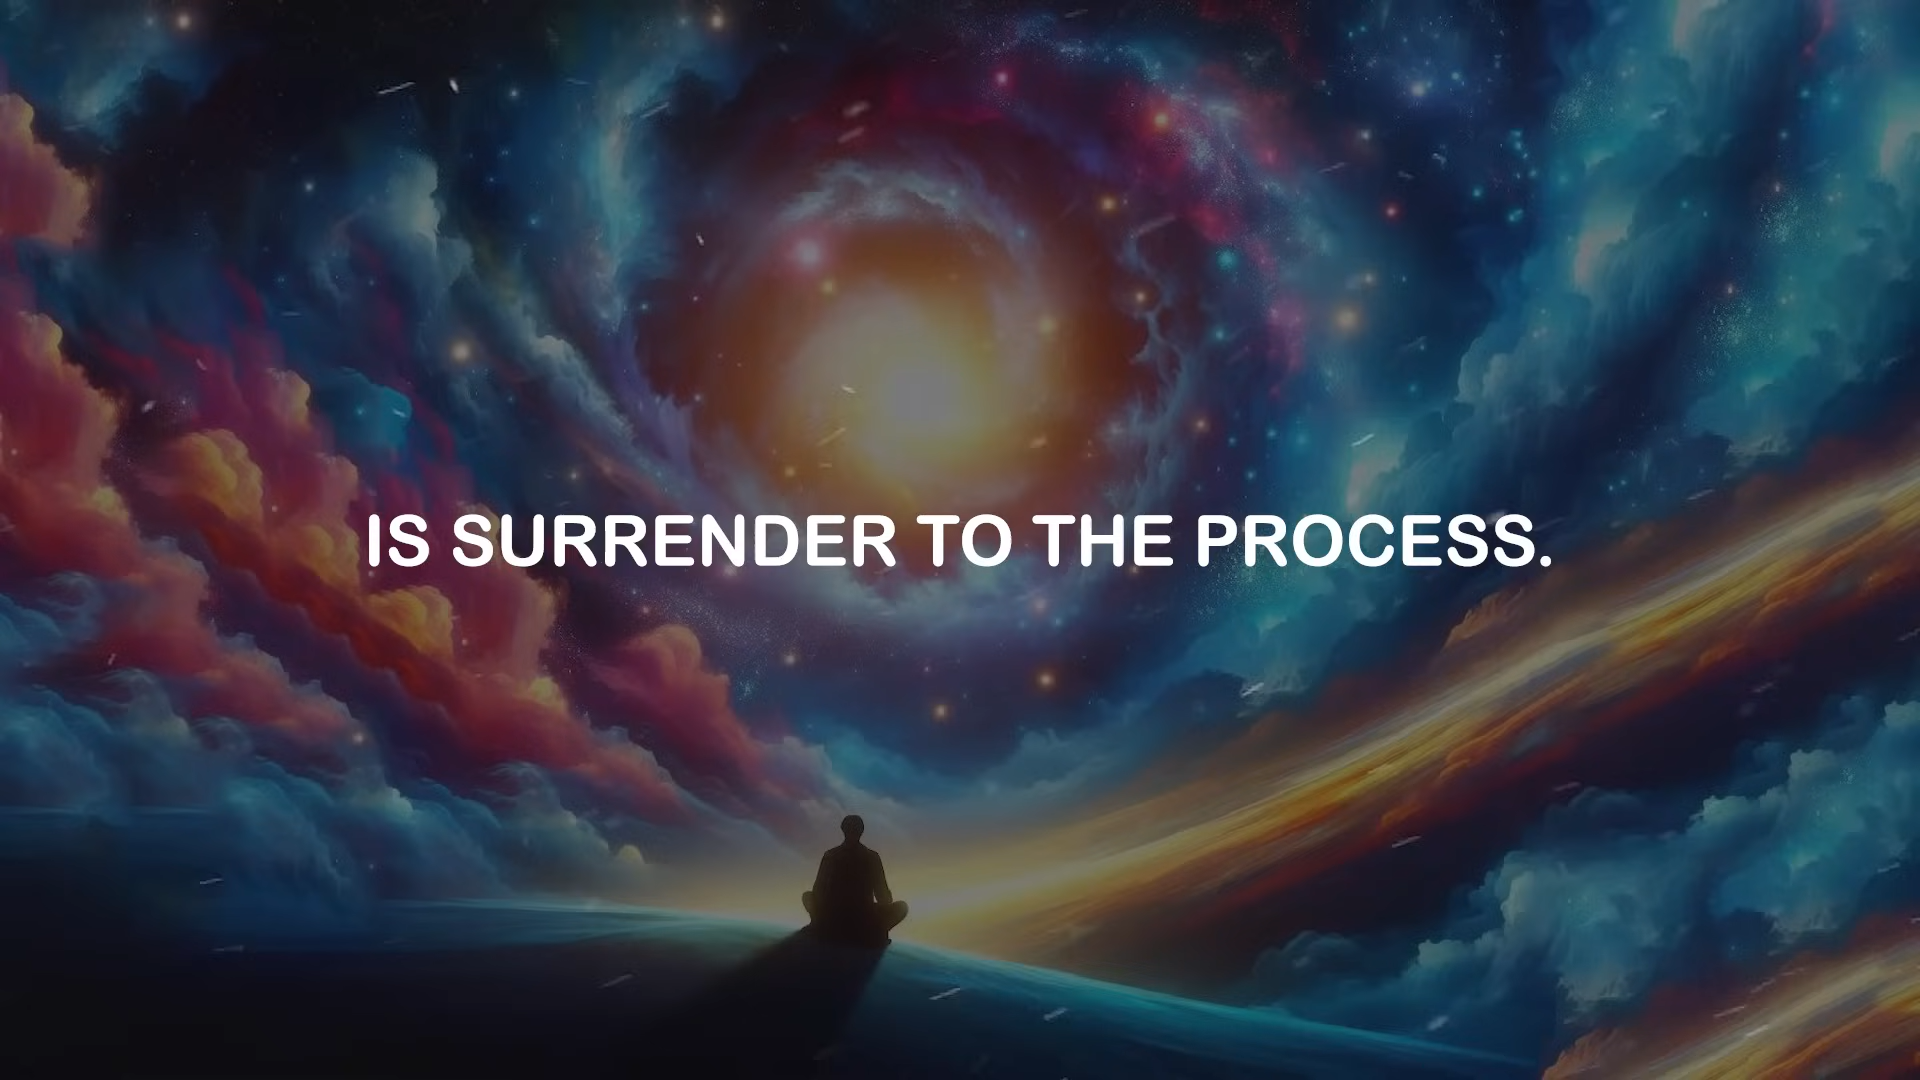 IS SURRENDER TO THE PROCESS.